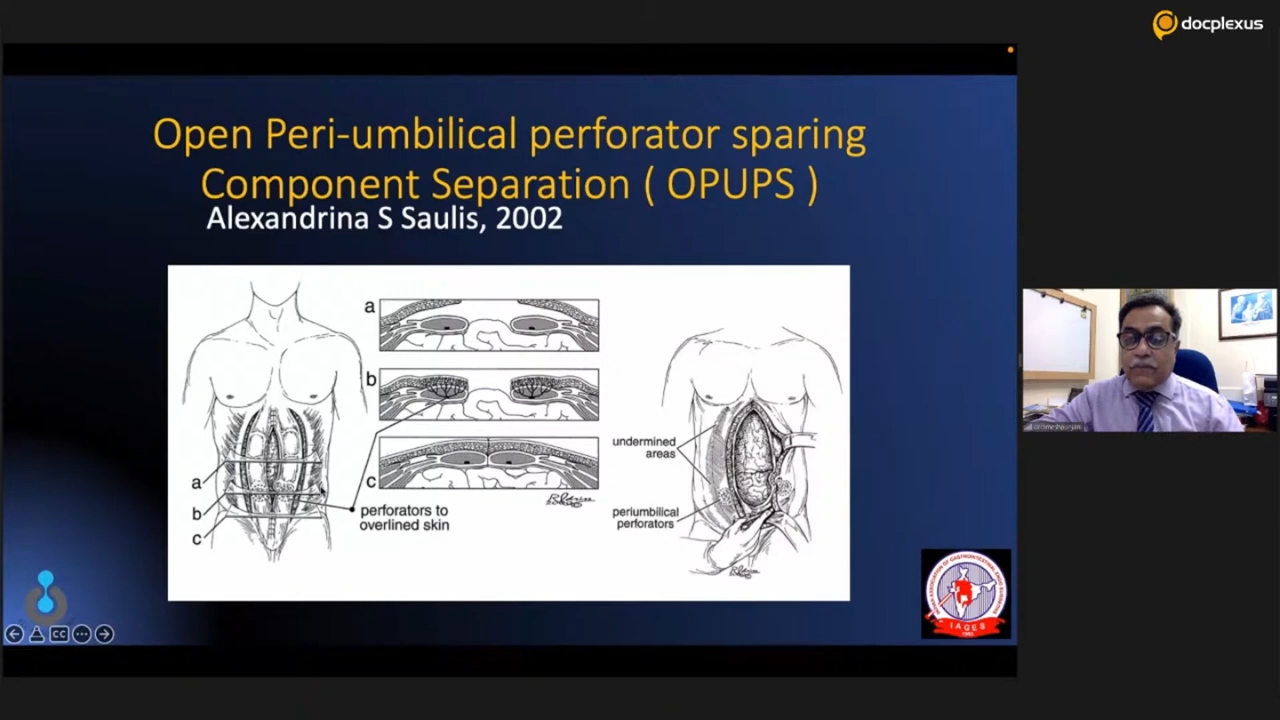 docplexus
Open Peri-umbilical perforator sparing
Component Separation ( OPUPS )
Alexandrina S Saulis, 2002
a
b
c
a
b
c
perforators to
overlined skin
undermined
areas
periumbilical
perforators
CC
IAGES